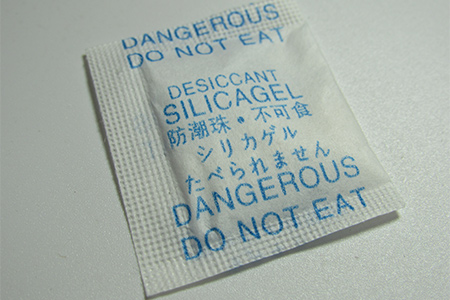 DANGEROUS
DO NOT EAT
DESICCANT
SILICAGEL
防潮珠・不可食
シリカゲル
たべられません
DANGEROUS
DO NOT EAT